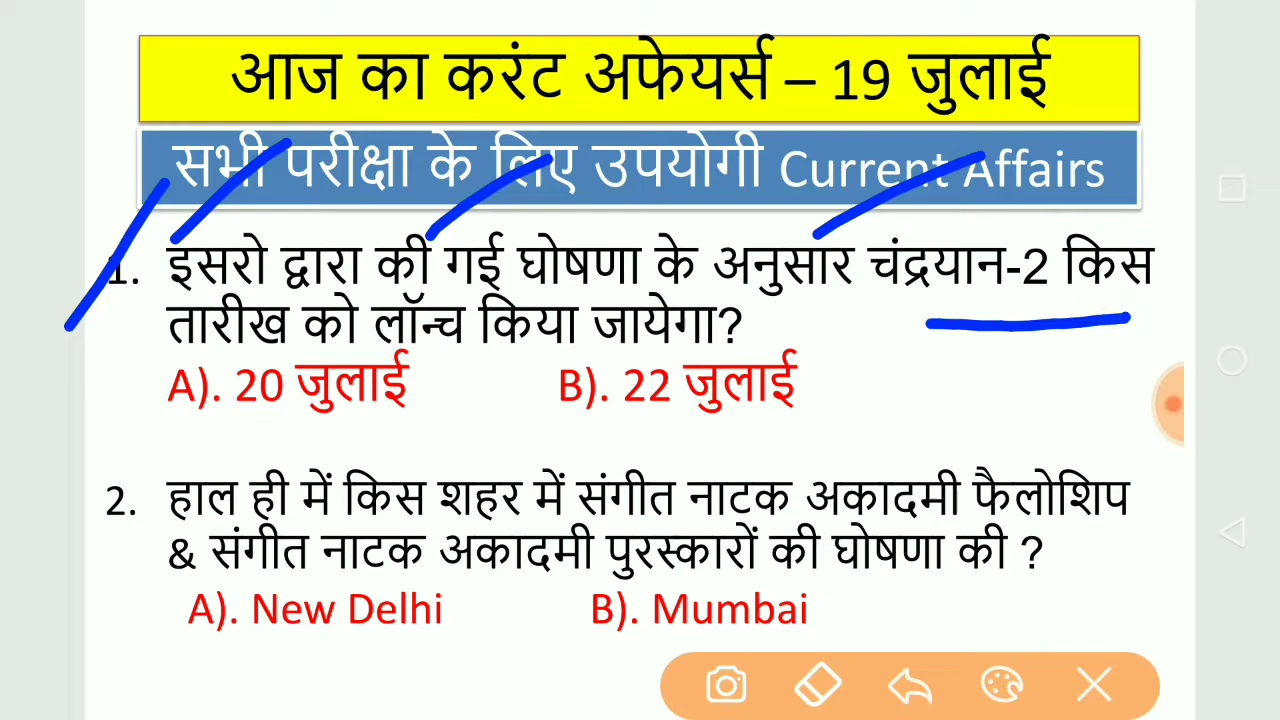 आज का करंट अफेयर्स – 19 जुलाई
सभी परीक्षा के लिए उपयोगी Current Affairs
1. इसरो द्वारा की गई घोषणा के अनुसार चंद्रयान-2 किस
तारीख को लॉन्च किया जायेगा?
A). 20 जुलाई B). 22 जुलाई
2. हाल ही में किस शहर में संगीत नाटक अकादमी फैलोशिप
& संगीत नाटक अकादमी पुरस्कारों की घोषणा की ?
A). New Delhi B). Mumbai